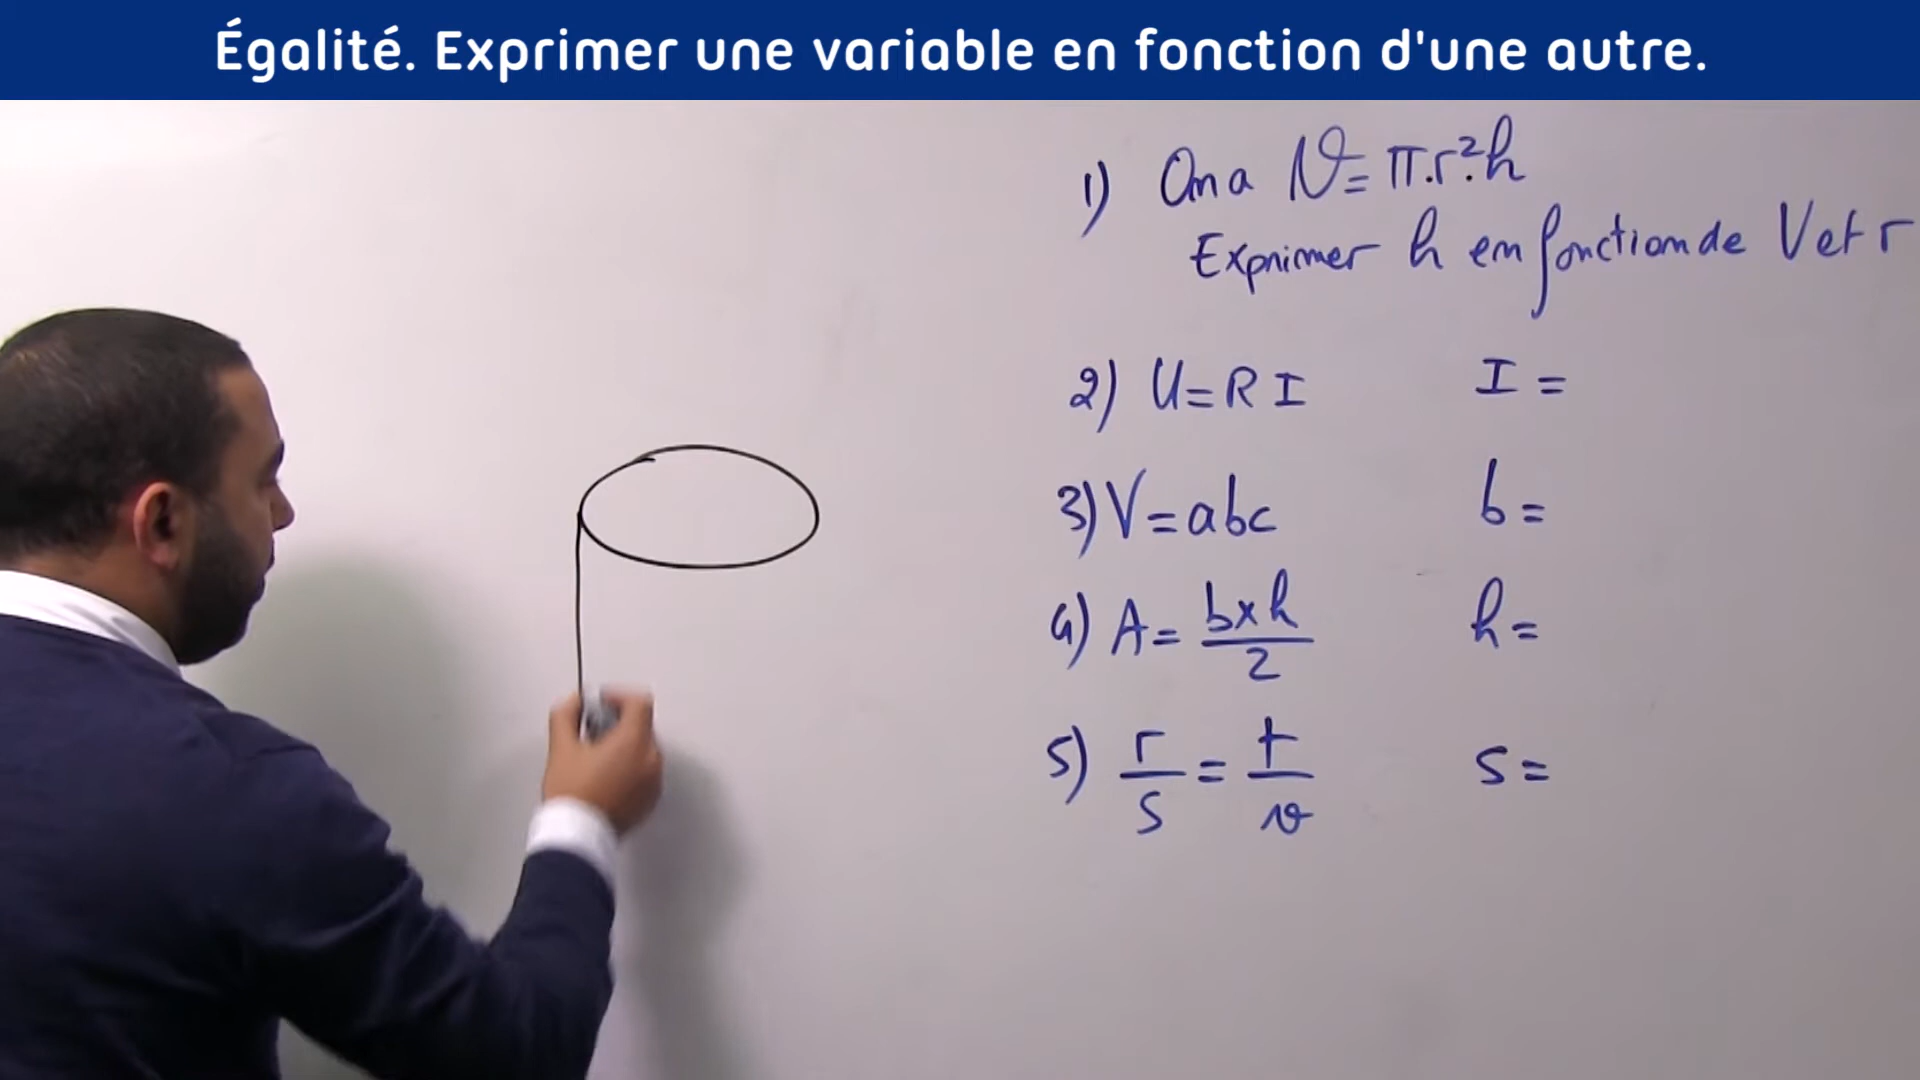 Égalité. Exprimer une variable en fonction d'une autre.
1) On a V = π.r².h
Exprimer h en fonction de V et r
2) U = R I    I =
3) V = abc    b =
4) A = b×h/2    h =
5) r/s = t/v    s =